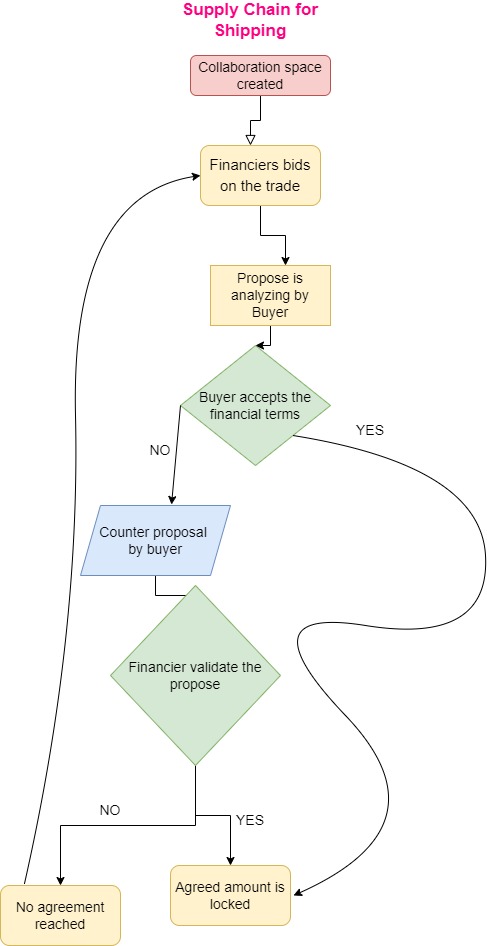 Supply Chain for
Shipping
Collaboration space
created
Financiers bids
on the trade
Propose is
analyzing by
Buyer
Buyer accepts the
financial terms
YES
NO
Counter proposal
by buyer
Financier validate the
propose
NO
YES
Agreed amount is
locked
No agreement
reached